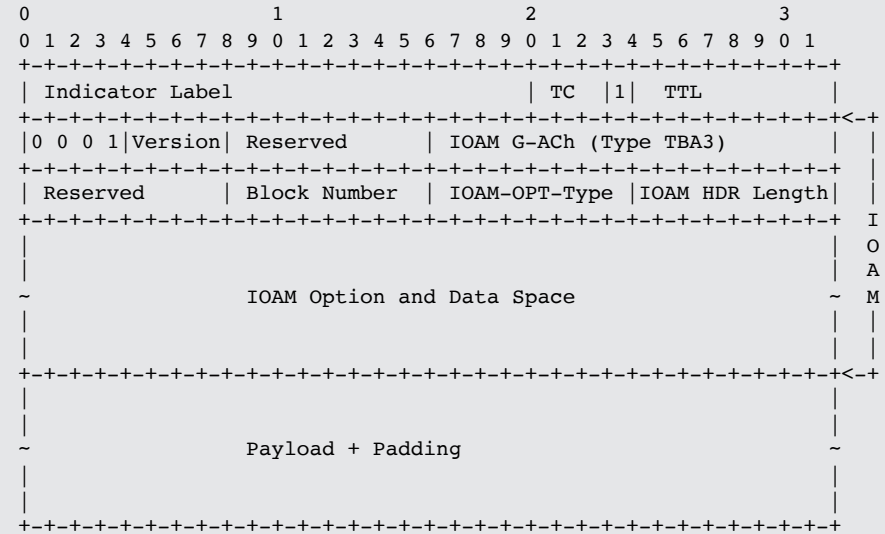 0                   1                   2                   3
0 1 2 3 4 5 6 7 8 9 0 1 2 3 4 5 6 7 8 9 0 1 2 3 4 5 6 7 8 9 0 1
+-+-+-+-+-+-+-+-+-+-+-+-+-+-+-+-+-+-+-+-+-+-+-+-+-+-+-+-+-+-+-+-+
| Indicator Label                       | TC  |1|  TTL          |
+-+-+-+-+-+-+-+-+-+-+-+-+-+-+-+-+-+-+-+-+-+-+-+-+-+-+-+-+-+-+-+-+<-+
|0 0 0 1|Version| Reserved      | IOAM G-ACh (Type TBA3)        |  |
+-+-+-+-+-+-+-+-+-+-+-+-+-+-+-+-+-+-+-+-+-+-+-+-+-+-+-+-+-+-+-+-+  |
| Reserved      | Block Number  | IOAM-OPT-Type |IOAM HDR Length|  |
+-+-+-+-+-+-+-+-+-+-+-+-+-+-+-+-+-+-+-+-+-+-+-+-+-+-+-+-+-+-+-+-+  I
|                                                               |  O
|                                                               |  A
~                 IOAM Option and Data Space                    ~  M
|                                                               |  |
|                                                               |  |
+-+-+-+-+-+-+-+-+-+-+-+-+-+-+-+-+-+-+-+-+-+-+-+-+-+-+-+-+-+-+-+-+<-+
|                                                               |
|                                                               |
~                 Payload + Padding                             ~
|                                                               |
|                                                               |
+-+-+-+-+-+-+-+-+-+-+-+-+-+-+-+-+-+-+-+-+-+-+-+-+-+-+-+-+-+-+-+-+